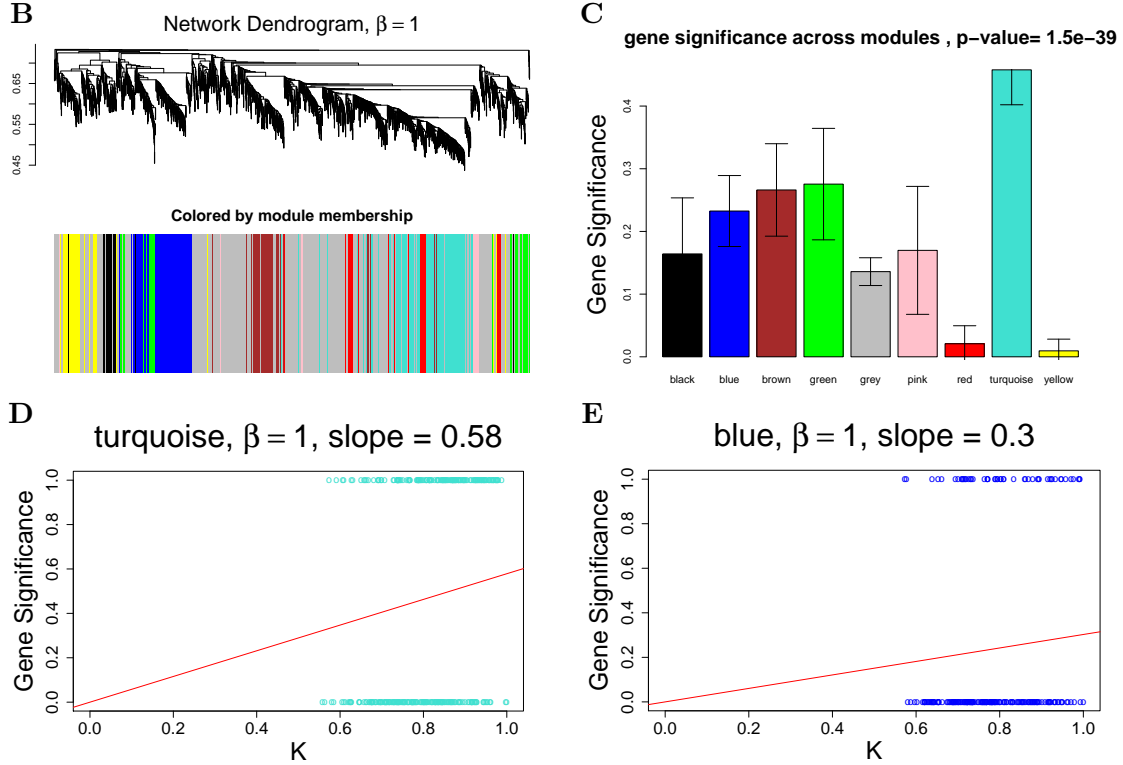 B
Network Dendrogram, β = 1
0.65
0.55
0.45
Colored by module membership
C
gene significance across modules , p−value= 1.5e−39
Gene Significance
0.4
0.3
0.2
0.1
0.0
black blue brown green grey pink red turquoise yellow
D
turquoise, β = 1, slope = 0.58
Gene Significance
1.0
0.8
0.6
0.4
0.2
0.0
0.0 0.2 0.4 0.6 0.8 1.0
K
E
blue, β = 1, slope = 0.3
Gene Significance
1.0
0.8
0.6
0.4
0.2
0.0
0.0 0.2 0.4 0.6 0.8 1.0
K